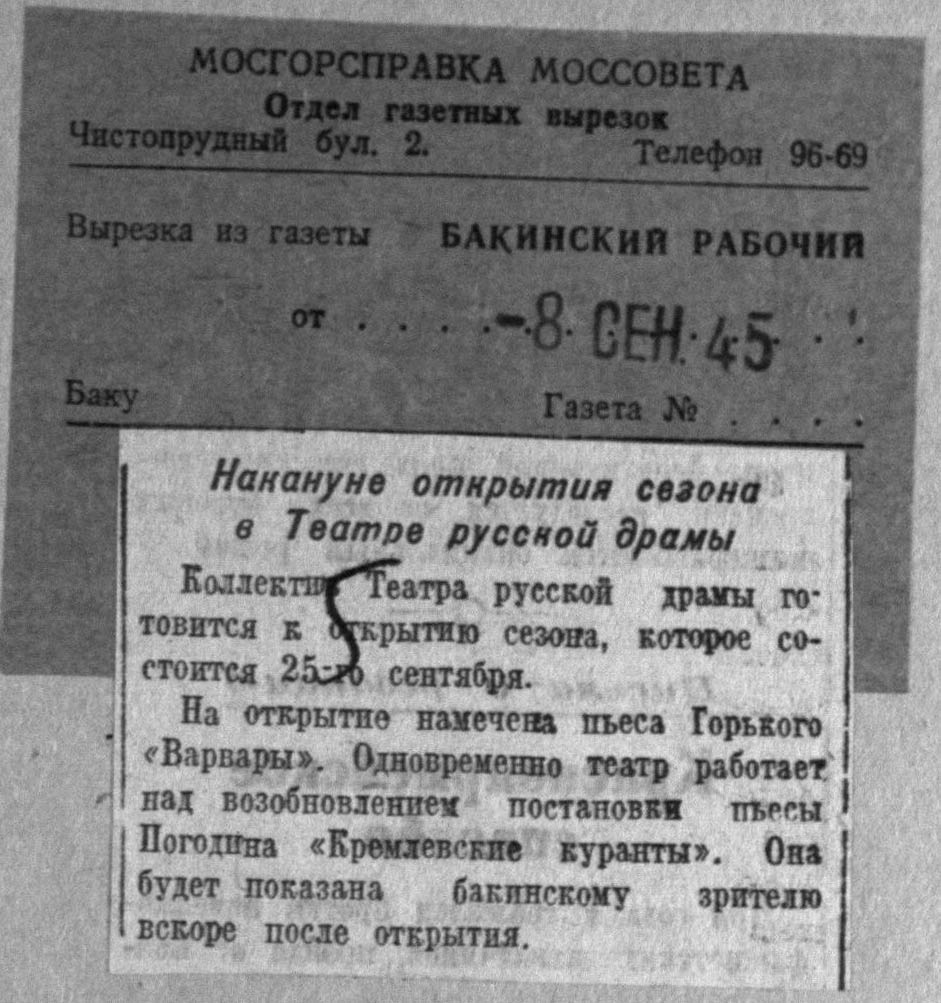 МОСГОРСПРАВКА МОССОВЕТА
Отдел газетных вырезок
Чистопрудный бул. 2. Телефон 96-69
Вырезка из газеты БАКИНСКИЙ РАБОЧИЙ
от . . . . -8. СЕН. 45 . .
Баку Газета № . . . .
Накануне открытия сезона
в Театре русской драмы
Коллектив Театра русской драмы го-
товится к открытию сезона, которое со-
стоится 25-го сентября.
На открытие намечена пьеса Горького
«Варвары». Одновременно театр работает
над возобновлением постановки пьесы
Погодина «Кремлевские куранты». Она
будет показана бакинскому зрителю
вскоре после открытия.